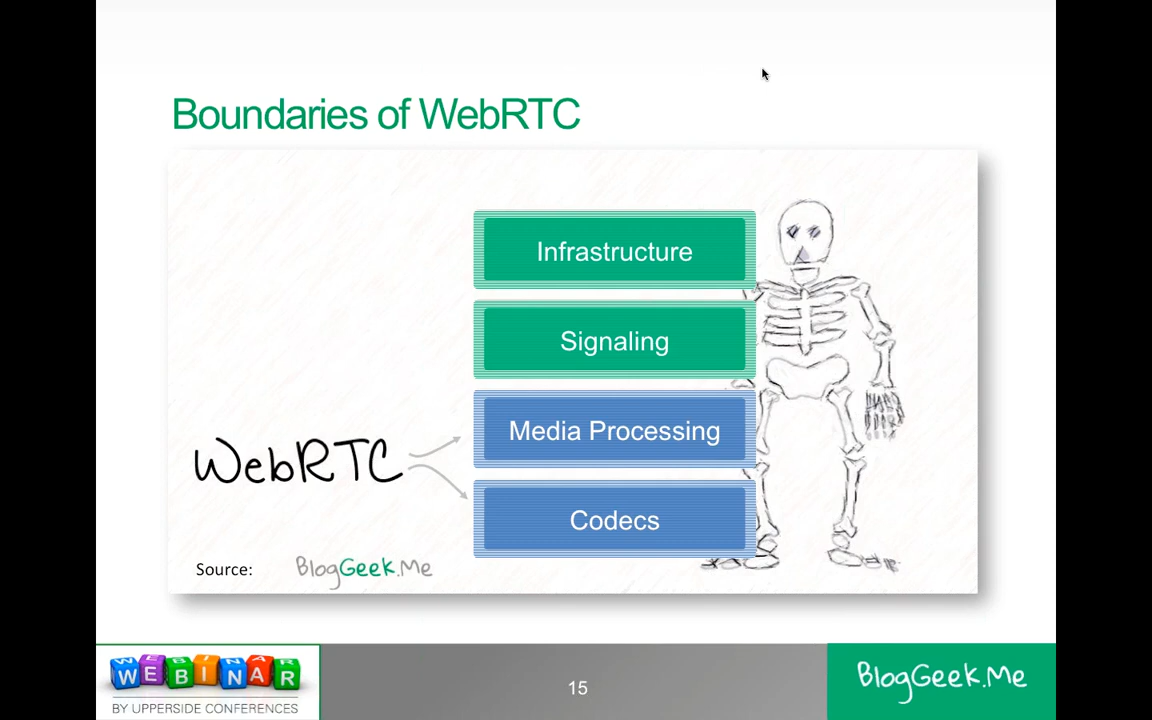 Boundaries of WebRTC
Infrastructure
Signaling
Media Processing
WebRTC
Codecs
Source: BlogGeek.Me
WEBINAR
BY UPPERSIDE CONFERENCES
15
BlogGeek.Me